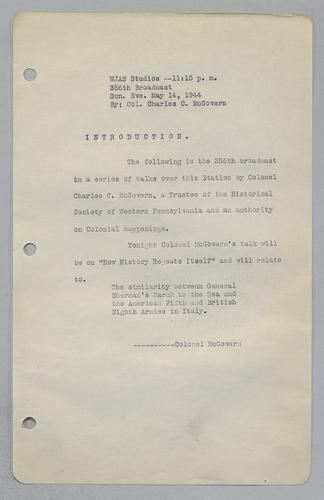 WJAS Studios --11:15 p. m.
356th Broadcast
Sun. Eve. May 14, 1944
By: Col. Charles C. McGovern
INTRODUCTION.
The following is the 356th broadcast
in a series of talks over this Station by Colonel
Charles C. McGovern, a Trustee of the Historical
Society of Western Pennsylvania and an authority
on Colonial happenings.
Tonight Colonel McGovern's talk will
be on "How History Repeats Itself" and will relate
to.
The similarity between General
Sherman's March to the Sea and
the American Fifth and British
Eighth Armies in Italy.
----------Colonel McGovern